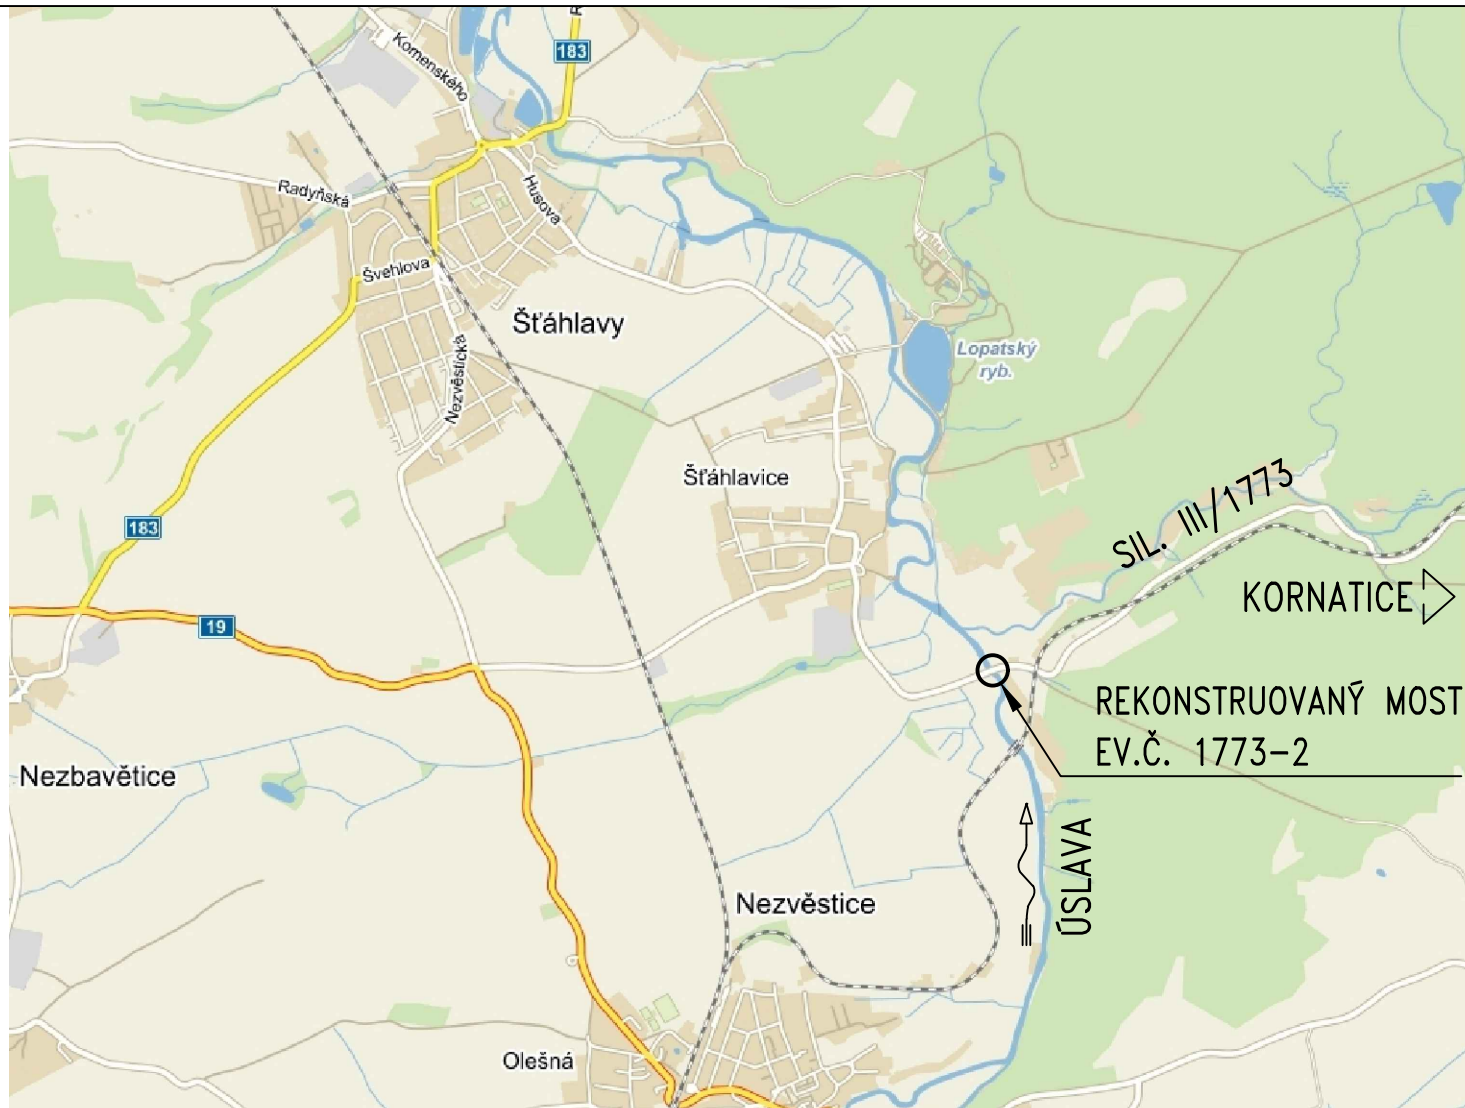 Komenského
183
Radyňská
Husova
Švehlova
Šťáhlavy
Nezvěstická
Lopatský
ryb.
Šťáhlavice
SIL. III/1773
183
KORNATICE
19
REKONSTRUOVANÝ MOST
EV.Č. 1773-2
Nezbavětice
ÚSLAVA
Nezvěstice
Olešná